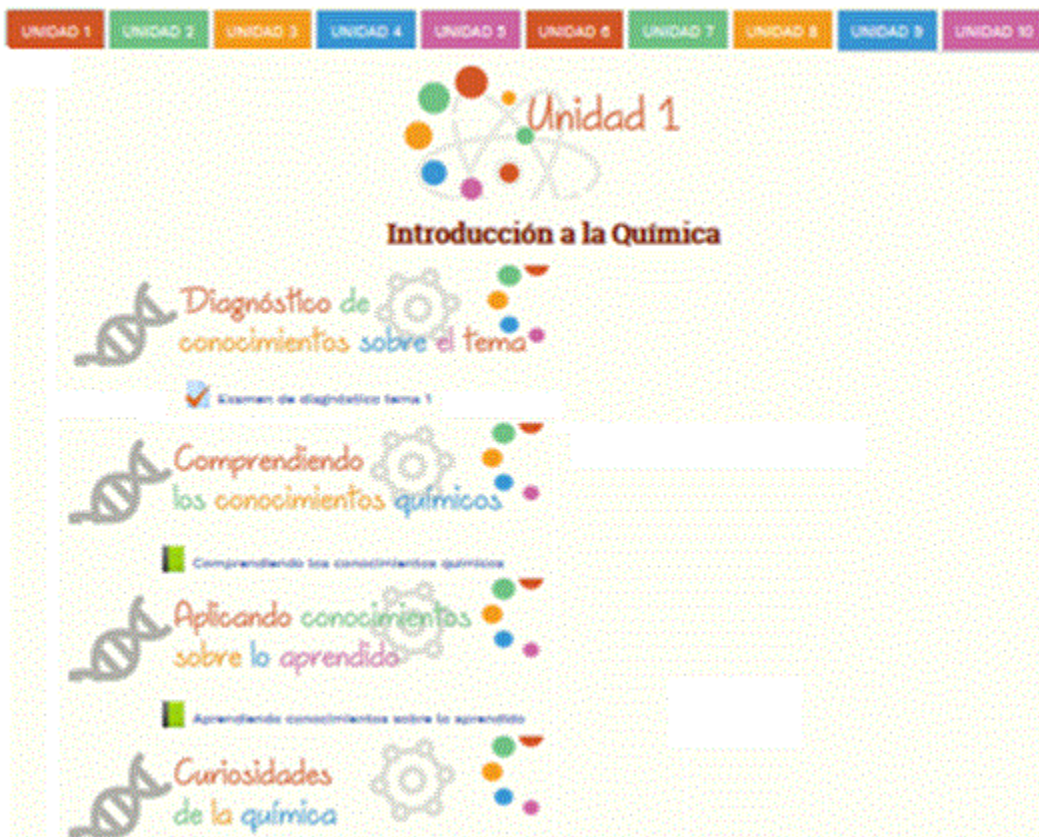 UNIDAD 1 UNIDAD 2 UNIDAD 3 UNIDAD 4 UNIDAD 5 UNIDAD 6 UNIDAD 7 UNIDAD 8 UNIDAD 9 UNIDAD 10
Unidad 1
Introducción a la Química
Diagnóstico de
conocimientos sobre el tema
Examen de diagnóstico tema 1
Comprendiendo
los conocimientos químicos
Comprendiendo los conocimientos químicos
Aplicando conocimientos
sobre lo aprendido
Aprendiendo conocimientos sobre lo aprendido
Curiosidades
de la química